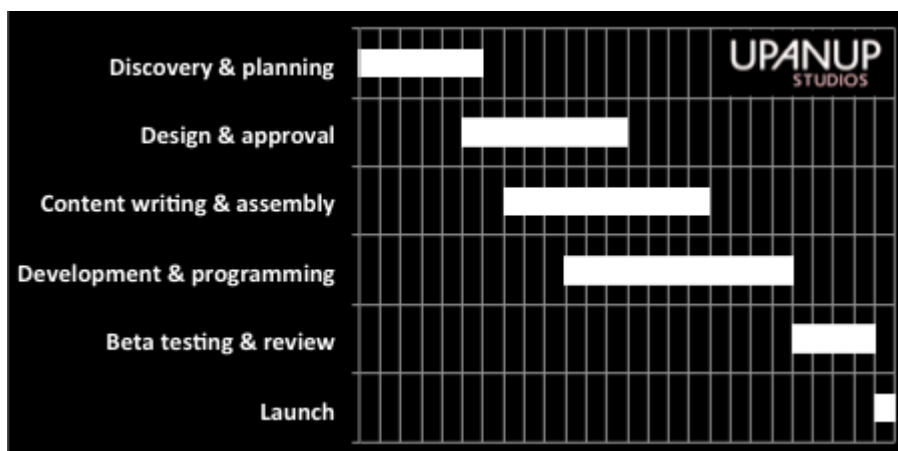 UPANUP
STUDIOS
Discovery & planning
Design & approval
Content writing & assembly
Development & programming
Beta testing & review
Launch